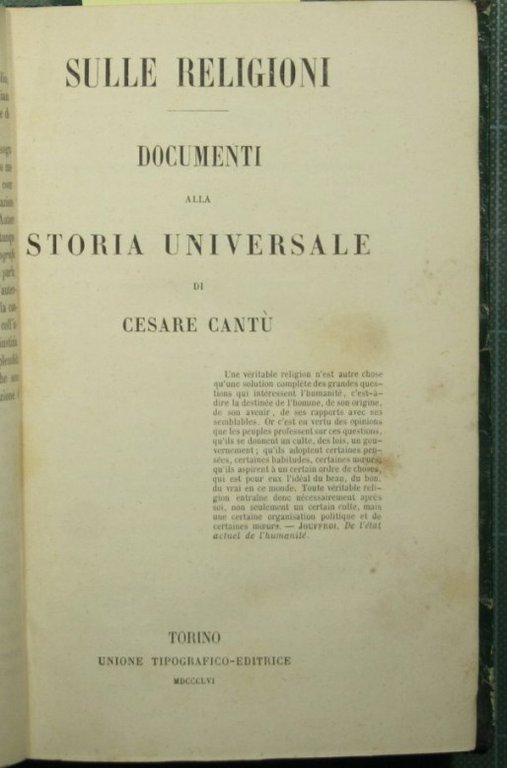 SULLE RELIGIONI
DOCUMENTI
ALLA
STORIA UNIVERSALE
DI
CESARE CANTÙ
Une véritable religion n'est autre chose
qu'une solution complète des grandes ques-
tions qui intéressent l'humanité, c'est-à-
dire la destinée de l'homme, de son origine,
de son avenir, de ses rapports avec ses
semblables. Or c'est en vertu des opinions
que les peuples professent sur ces questions,
qu'ils se donnent un culte, des lois, un gou-
vernement; qu'ils adoptent certaines pen-
sées, certaines habitudes, certaines mœurs;
qu'ils aspirent à un certain ordre de choses,
qui est pour eux l'idéal du beau, du bon,
du vrai en ce monde. Toute véritable reli-
gion entraîne donc nécessairement après
soi, non seulement un certain culte, mais
une certaine organisation politique et de
certaines mœurs. — JOUFFROI, De l'état
actuel de l'humanité.
TORINO
UNIONE TIPOGRAFICO-EDITRICE
MDCCCLVI